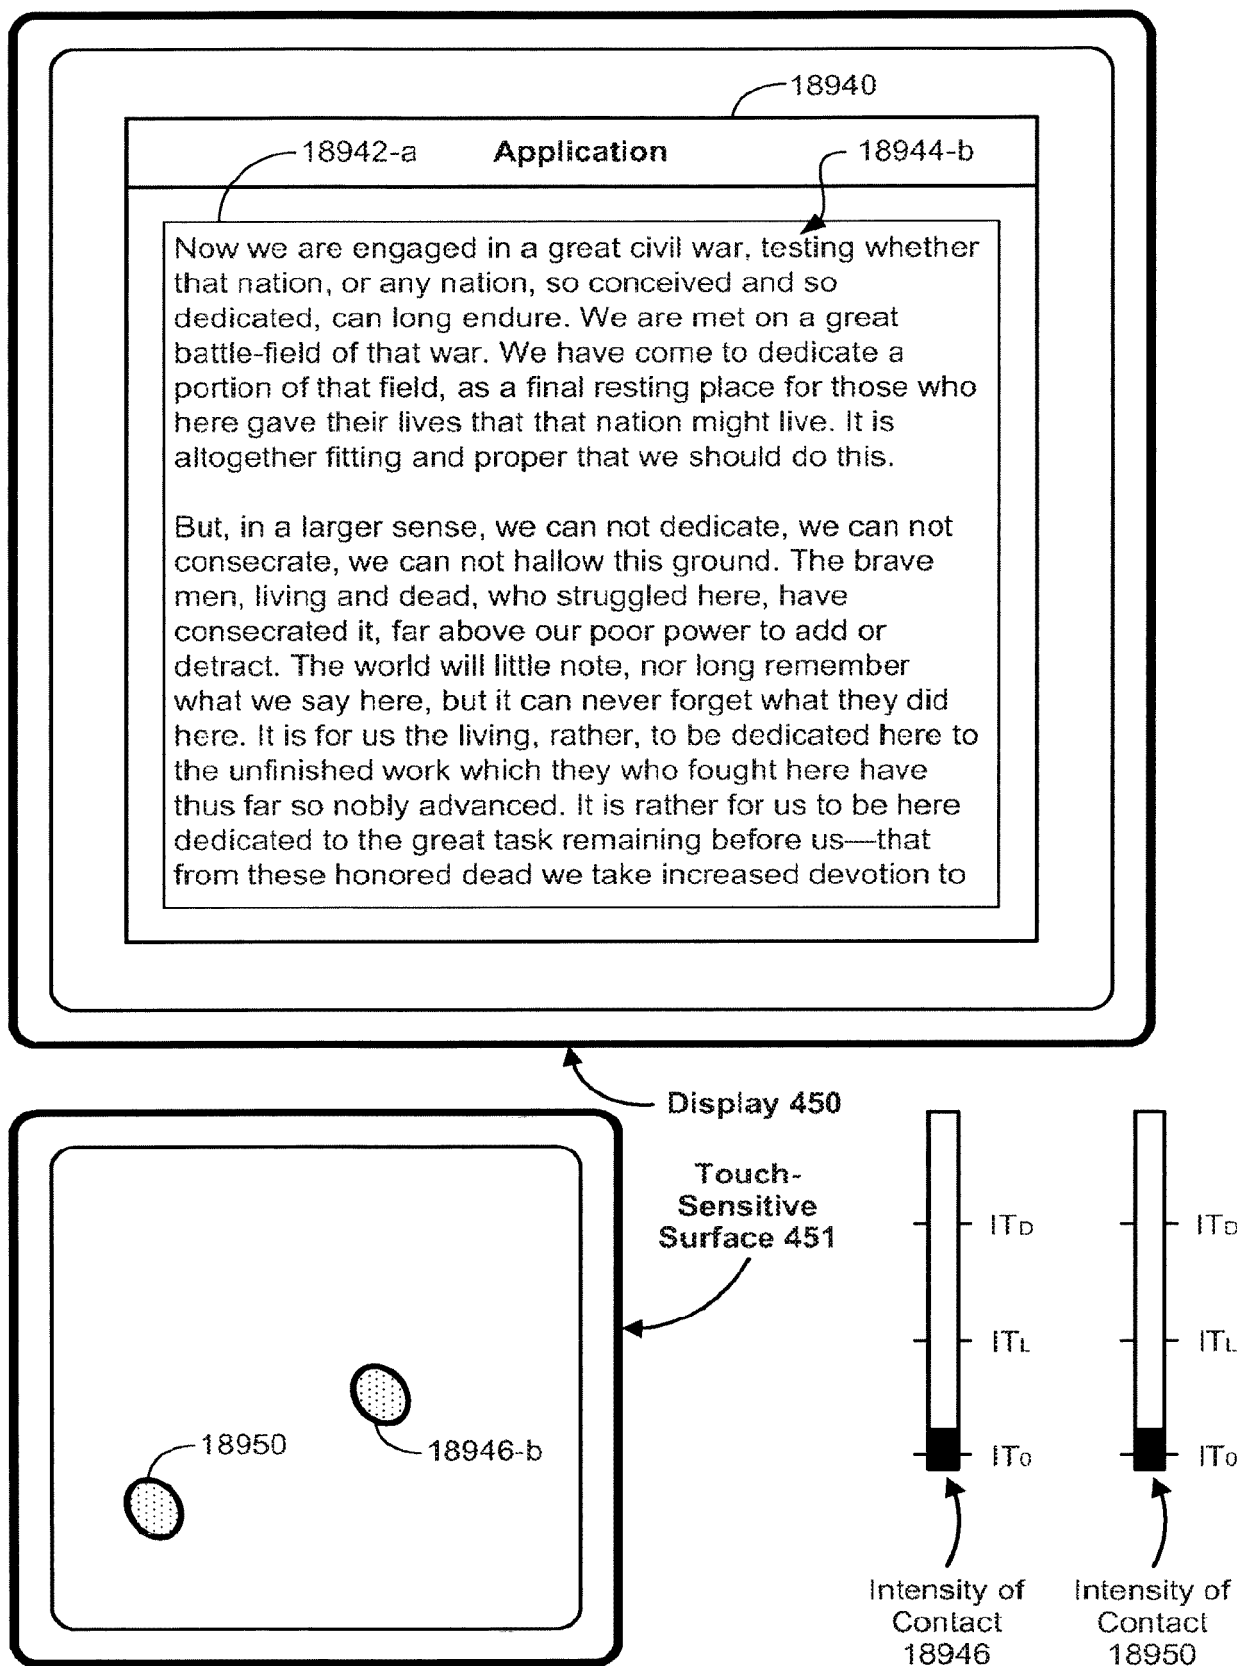 18940
18942-a Application 18944-b
Now we are engaged in a great civil war, testing whether
that nation, or any nation, so conceived and so
dedicated, can long endure. We are met on a great
battle-field of that war. We have come to dedicate a
portion of that field, as a final resting place for those who
here gave their lives that that nation might live. It is
altogether fitting and proper that we should do this.
But, in a larger sense, we can not dedicate, we can not
consecrate, we can not hallow this ground. The brave
men, living and dead, who struggled here, have
consecrated it, far above our poor power to add or
detract. The world will little note, nor long remember
what we say here, but it can never forget what they did
here. It is for us the living, rather, to be dedicated here to
the unfinished work which they who fought here have
thus far so nobly advanced. It is rather for us to be here
dedicated to the great task remaining before us—that
from these honored dead we take increased devotion to
Display 450
Touch-
Sensitive
Surface 451
18950
18946-b
ITD
ITL
IT0
Intensity of
Contact
18946
ITD
ITL
IT0
Intensity of
Contact
18950